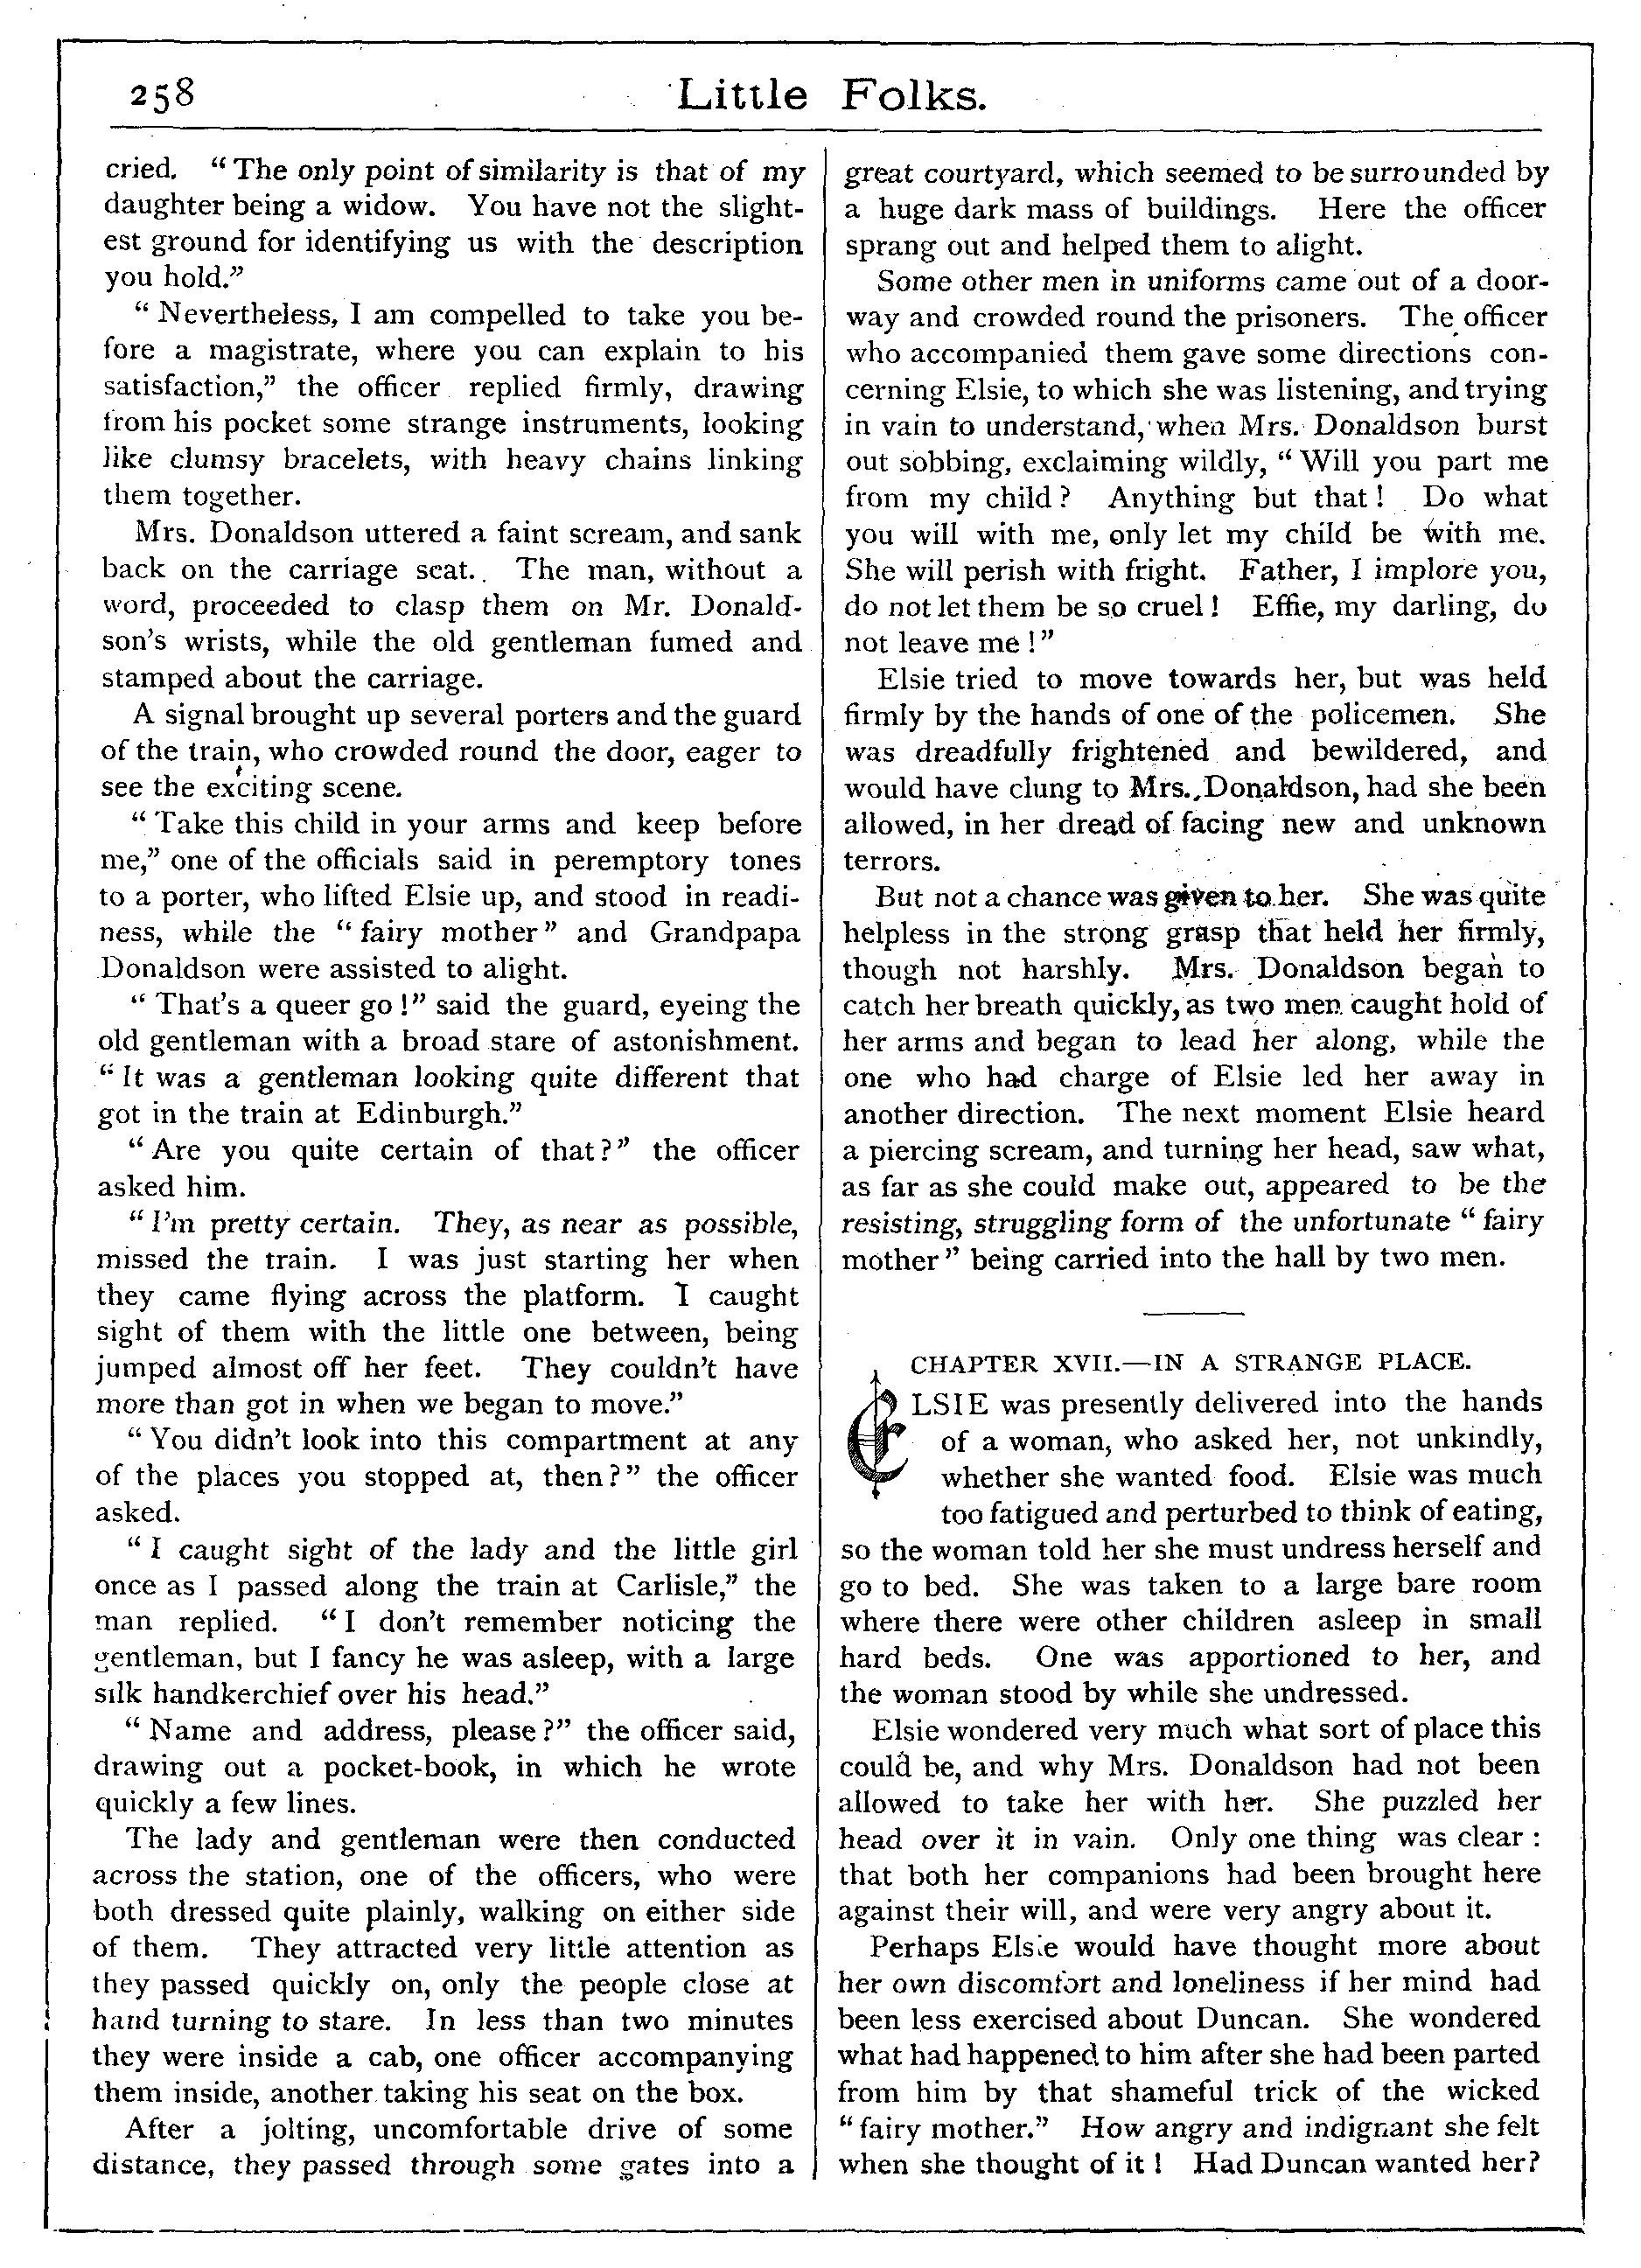 258
Little Folks.
cried. “The only point of similarity is that of my
daughter being a widow. You have not the slight-
est ground for identifying us with the description
you hold.”
“Nevertheless, I am compelled to take you be-
fore a magistrate, where you can explain to his
satisfaction,” the officer replied firmly, drawing
from his pocket some strange instruments, looking
like clumsy bracelets, with heavy chains linking
them together.
Mrs. Donaldson uttered a faint scream, and sank
back on the carriage seat. The man, without a
word, proceeded to clasp them on Mr. Donald-
son's wrists, while the old gentleman fumed and
stamped about the carriage.
A signal brought up several porters and the guard
of the train, who crowded round the door, eager to
see the exciting scene.
“Take this child in your arms and keep before
me,” one of the officials said in peremptory tones
to a porter, who lifted Elsie up, and stood in readi-
ness, while the “fairy mother” and Grandpapa
Donaldson were assisted to alight.
“That's a queer go!” said the guard, eyeing the
old gentleman with a broad stare of astonishment.
“It was a gentleman looking quite different that
got in the train at Edinburgh.”
“Are you quite certain of that?” the officer
asked him.
“I'm pretty certain. They, as near as possible,
missed the train. I was just starting her when
they came flying across the platform. I caught
sight of them with the little one between, being
jumped almost off her feet. They couldn't have
more than got in when we began to move.”
“You didn't look into this compartment at any
of the places you stopped at, then?” the officer
asked.
“I caught sight of the lady and the little girl
once as I passed along the train at Carlisle,” the
man replied. “I don't remember noticing the
gentleman, but I fancy he was asleep, with a large
silk handkerchief over his head.”
“Name and address, please?” the officer said,
drawing out a pocket-book, in which he wrote
quickly a few lines.
The lady and gentleman were then conducted
across the station, one of the officers, who were
both dressed quite plainly, walking on either side
of them. They attracted very little attention as
they passed quickly on, only the people close at
hand turning to stare. In less than two minutes
they were inside a cab, one officer accompanying
them inside, another taking his seat on the box.
After a jolting, uncomfortable drive of some
distance, they passed through some gates into a
great courtyard, which seemed to be surrounded by
a huge dark mass of buildings. Here the officer
sprang out and helped them to alight.
Some other men in uniforms came out of a door-
way and crowded round the prisoners. The officer
who accompanied them gave some directions con-
cerning Elsie, to which she was listening, and trying
in vain to understand, when Mrs. Donaldson burst
out sobbing, exclaiming wildly, “Will you part me
from my child? Anything but that! Do what
you will with me, only let my child be with me.
She will perish with fright. Father, I implore you,
do not let them be so cruel! Effie, my darling, do
not leave me!”
Elsie tried to move towards her, but was held
firmly by the hands of one of the policemen. She
was dreadfully frightened and bewildered, and
would have clung to Mrs. Donaldson, had she been
allowed, in her dread of facing new and unknown
terrors.
But not a chance was given to her. She was quite
helpless in the strong grasp that held her firmly,
though not harshly. Mrs. Donaldson began to
catch her breath quickly, as two men caught hold of
her arms and began to lead her along, while the
one who had charge of Elsie led her away in
another direction. The next moment Elsie heard
a piercing scream, and turning her head, saw what,
as far as she could make out, appeared to be the
resisting, struggling form of the unfortunate “fairy
mother” being carried into the hall by two men.
CHAPTER XVII.—IN A STRANGE PLACE.
ELSIE was presently delivered into the hands
of a woman, who asked her, not unkindly,
whether she wanted food. Elsie was much
too fatigued and perturbed to think of eating,
so the woman told her she must undress herself and
go to bed. She was taken to a large bare room
where there were other children asleep in small
hard beds. One was apportioned to her, and
the woman stood by while she undressed.
Elsie wondered very much what sort of place this
could be, and why Mrs. Donaldson had not been
allowed to take her with her. She puzzled her
head over it in vain. Only one thing was clear:
that both her companions had been brought here
against their will, and were very angry about it.
Perhaps Elsie would have thought more about
her own discomfort and loneliness if her mind had
been less exercised about Duncan. She wondered
what had happened to him after she had been parted
from him by that shameful trick of the wicked
“fairy mother.” How angry and indignant she felt
when she thought of it! Had Duncan wanted her?